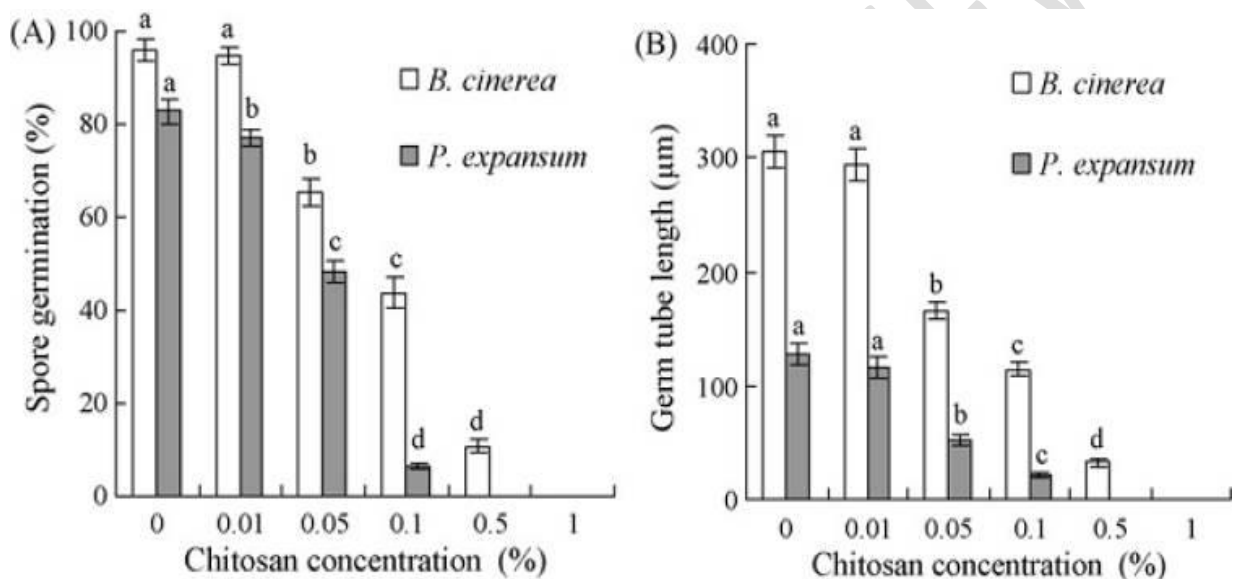 (A)
Spore germination (%)
100
80
60
40
20
0
a
a
a
b
b
c
c
d
d
B. cinerea
P. expansum
0 0.01 0.05 0.1 0.5 1
Chitosan concentration (%)
(B)
Germ tube length (µm)
400
300
200
100
0
a
a
a
a
b
b
c
c
d
B. cinerea
P. expansum
0 0.01 0.05 0.1 0.5 1
Chitosan concentration (%)